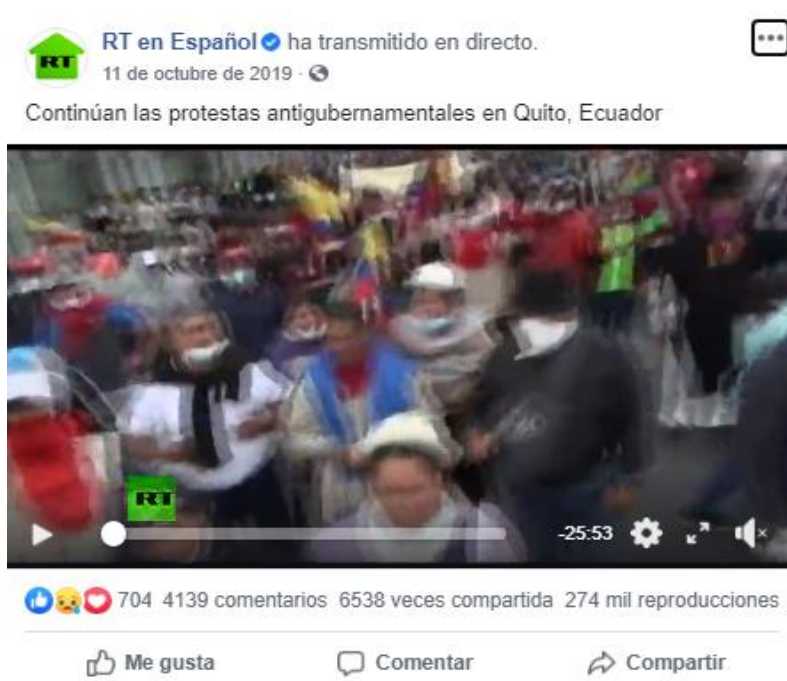 RT
RT en Español ha transmitido en directo.
11 de octubre de 2019 ·
Continúan las protestas antigubernamentales en Quito, Ecuador
RT
-25:53
704 4139 comentarios 6538 veces compartida 274 mil reproducciones
Me gusta Comentar Compartir